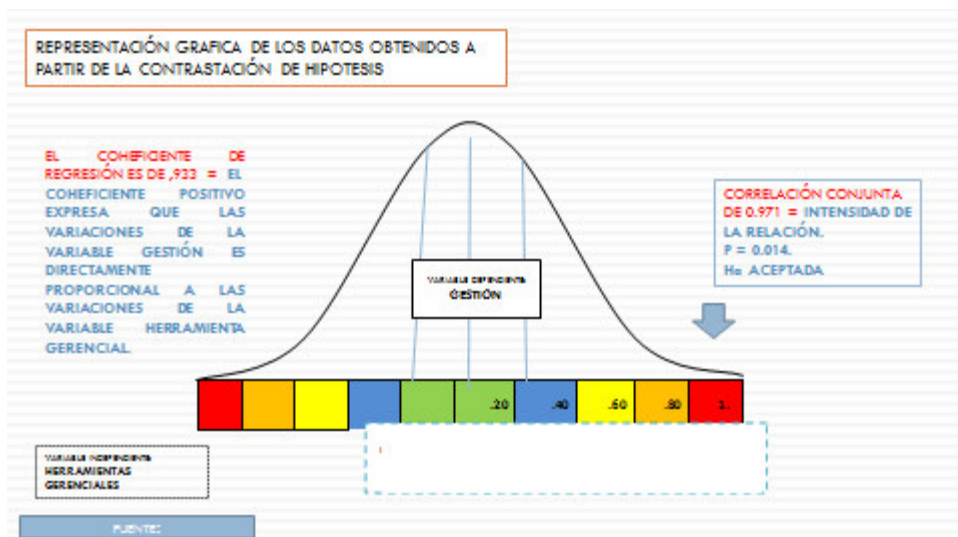 REPRESENTACIÓN GRAFICA DE LOS DATOS OBTENIDOS A
PARTIR DE LA CONTRASTACIÓN DE HIPOTESIS
EL COHEFICIENTE DE
REGRESIÓN ES DE ,933 = EL
COHEFICIENTE POSITIVO
EXPRESA QUE LAS
VARIACIONES DE LA
VARIABLE GESTIÓN ES
DIRECTAMENTE
PROPORCIONAL A LAS
VARIACIONES DE LA
VARIABLE HERRAMIENTA
GERENCIAL.
CORRELACIÓN CONJUNTA
DE 0.971 = INTENSIDAD DE
LA RELACIÓN.
P = 0.014.
Ha ACEPTADA
VARIABLE DEPENDIENTE
GESTIÓN
.20 .40 .60 .80 1.
VARIABLE INDEPENDIENTE
HERRAMIENTAS
GERENCIALES
FUENTE: